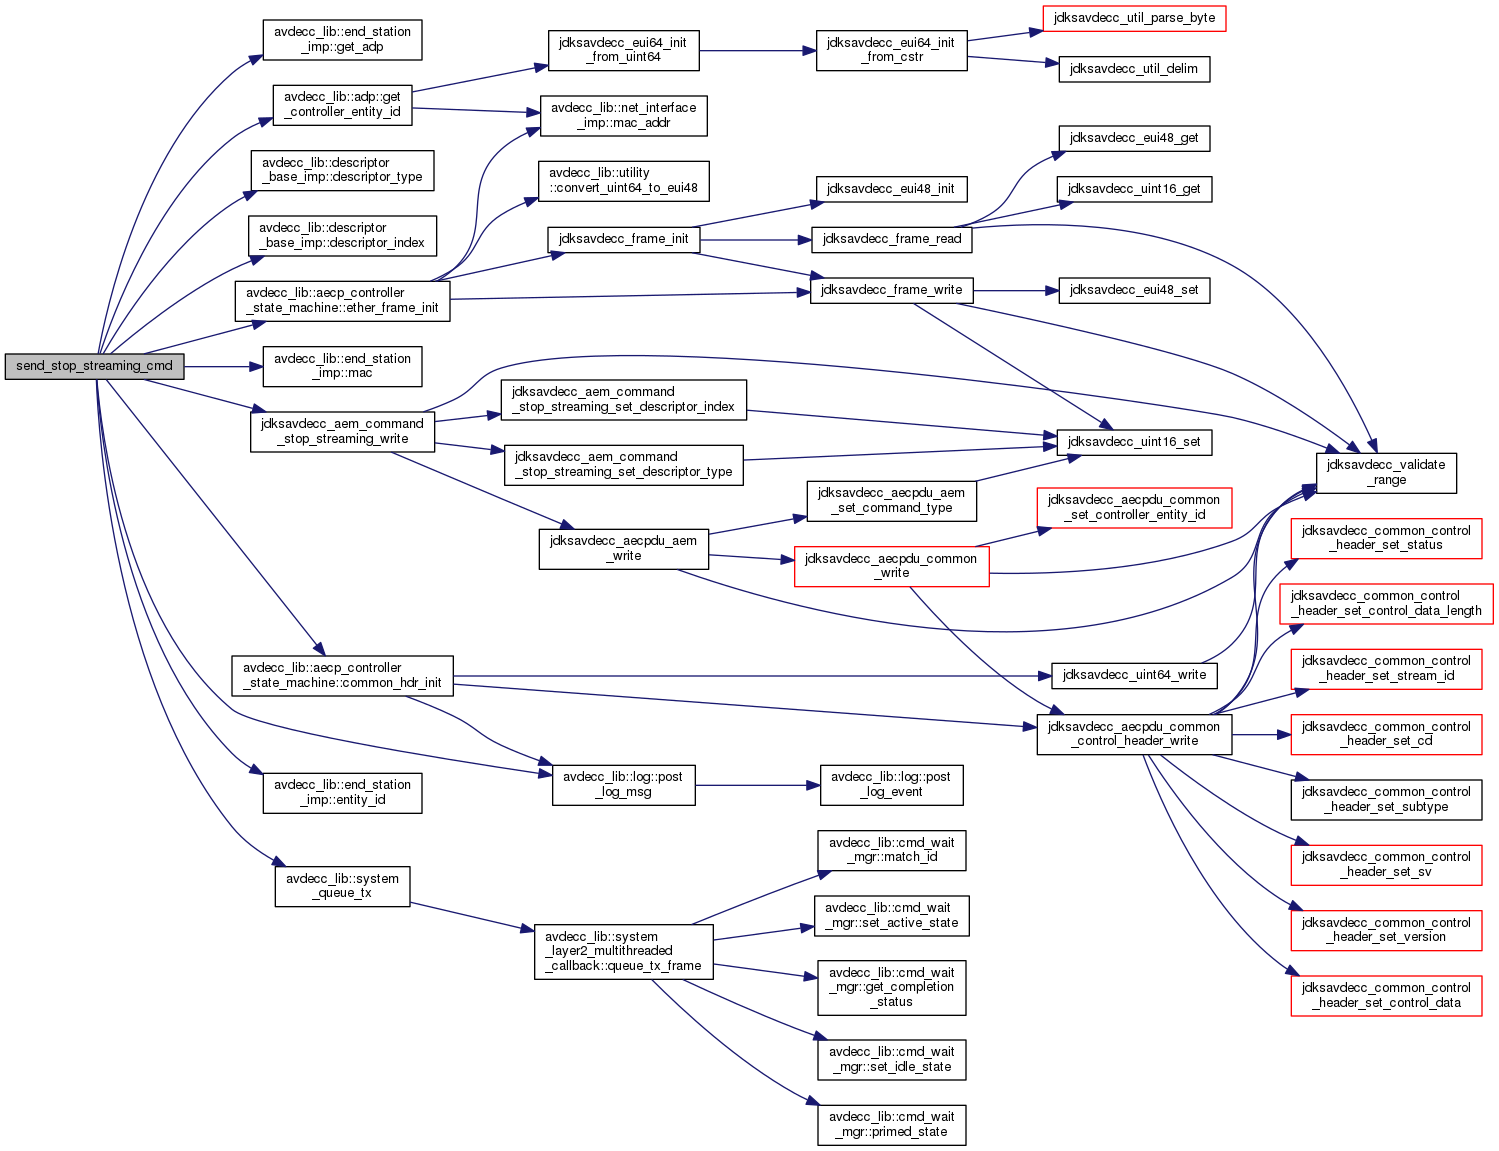 send_stop_streaming_cmd
avdecc_lib::end_station
_imp::get_adp
avdecc_lib::adp::get
_controller_entity_id
avdecc_lib::descriptor
_base_imp::descriptor_type
avdecc_lib::descriptor
_base_imp::descriptor_index
avdecc_lib::aecp_controller
_state_machine::ether_frame_init
avdecc_lib::end_station
_imp::mac
jdksavdecc_aem_command
_stop_streaming_write
avdecc_lib::aecp_controller
_state_machine::common_hdr_init
avdecc_lib::end_station
_imp::entity_id
avdecc_lib::system
_queue_tx
jdksavdecc_eui64_init
_from_uint64
avdecc_lib::net_interface
_imp::mac_addr
avdecc_lib::utility
::convert_uint64_to_eui48
jdksavdecc_frame_init
jdksavdecc_aem_command
_stop_streaming_set_descriptor_index
jdksavdecc_aem_command
_stop_streaming_set_descriptor_type
jdksavdecc_aecpdu_aem
_write
avdecc_lib::log::post
_log_msg
avdecc_lib::system
_layer2_multithreaded
_callback::queue_tx_frame
jdksavdecc_eui64_init
_from_cstr
jdksavdecc_eui48_init
jdksavdecc_frame_read
jdksavdecc_frame_write
jdksavdecc_aecpdu_aem
_set_command_type
jdksavdecc_aecpdu_common
_write
avdecc_lib::log::post
_log_event
avdecc_lib::cmd_wait
_mgr::match_id
avdecc_lib::cmd_wait
_mgr::set_active_state
avdecc_lib::cmd_wait
_mgr::get_completion
_status
avdecc_lib::cmd_wait
_mgr::set_idle_state
avdecc_lib::cmd_wait
_mgr::primed_state
jdksavdecc_util_parse_byte
jdksavdecc_util_delim
jdksavdecc_eui48_get
jdksavdecc_uint16_get
jdksavdecc_eui48_set
jdksavdecc_uint16_set
jdksavdecc_aecpdu_common
_set_controller_entity_id
jdksavdecc_uint64_write
jdksavdecc_aecpdu_common
_control_header_write
jdksavdecc_validate
_range
jdksavdecc_common_control
_header_set_status
jdksavdecc_common_control
_header_set_control_data_length
jdksavdecc_common_control
_header_set_stream_id
jdksavdecc_common_control
_header_set_cd
jdksavdecc_common_control
_header_set_subtype
jdksavdecc_common_control
_header_set_sv
jdksavdecc_common_control
_header_set_version
jdksavdecc_common_control
_header_set_control_data